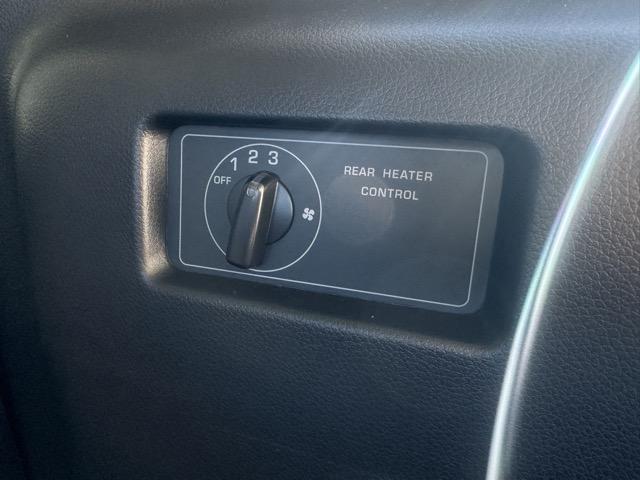 1 2 3
OFF
REAR HEATER
CONTROL